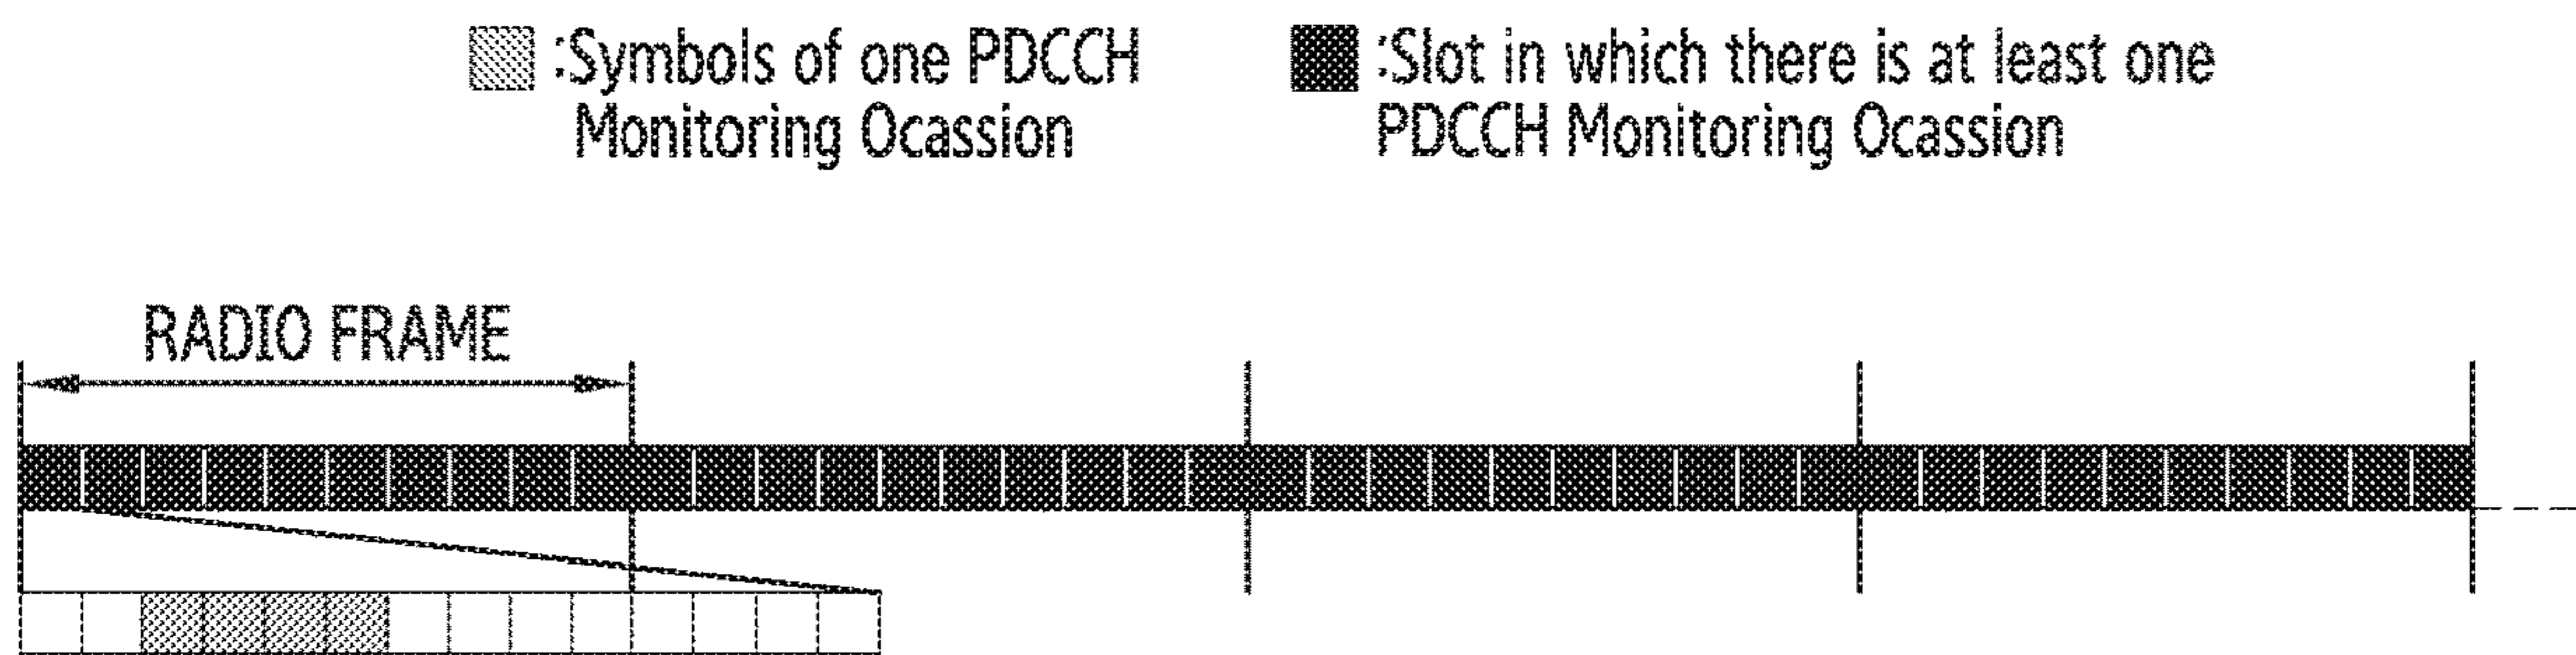 :Symbols of one PDCCH
Monitoring Ocassion
:Slot in which there is at least one
PDCCH Monitoring Ocassion
RADIO FRAME